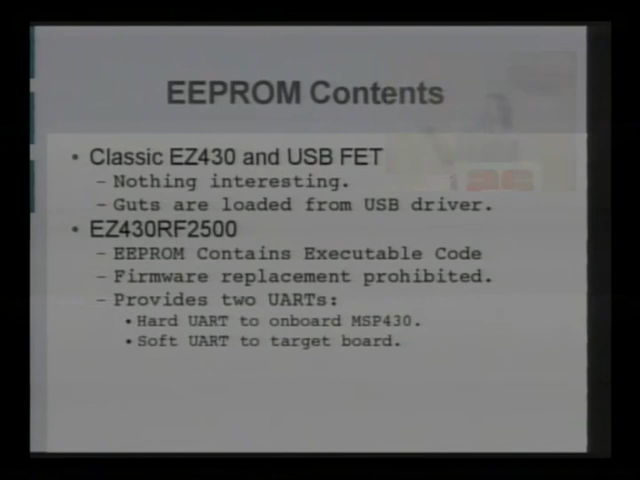 EEPROM Contents
• Classic EZ430 and USB FET
– Nothing interesting.
– Guts are loaded from USB driver.
• EZ430RF2500
– EEPROM Contains Executable Code
– Firmware replacement prohibited.
– Provides two UARTs:
• Hard UART to onboard MSP430.
• Soft UART to target board.